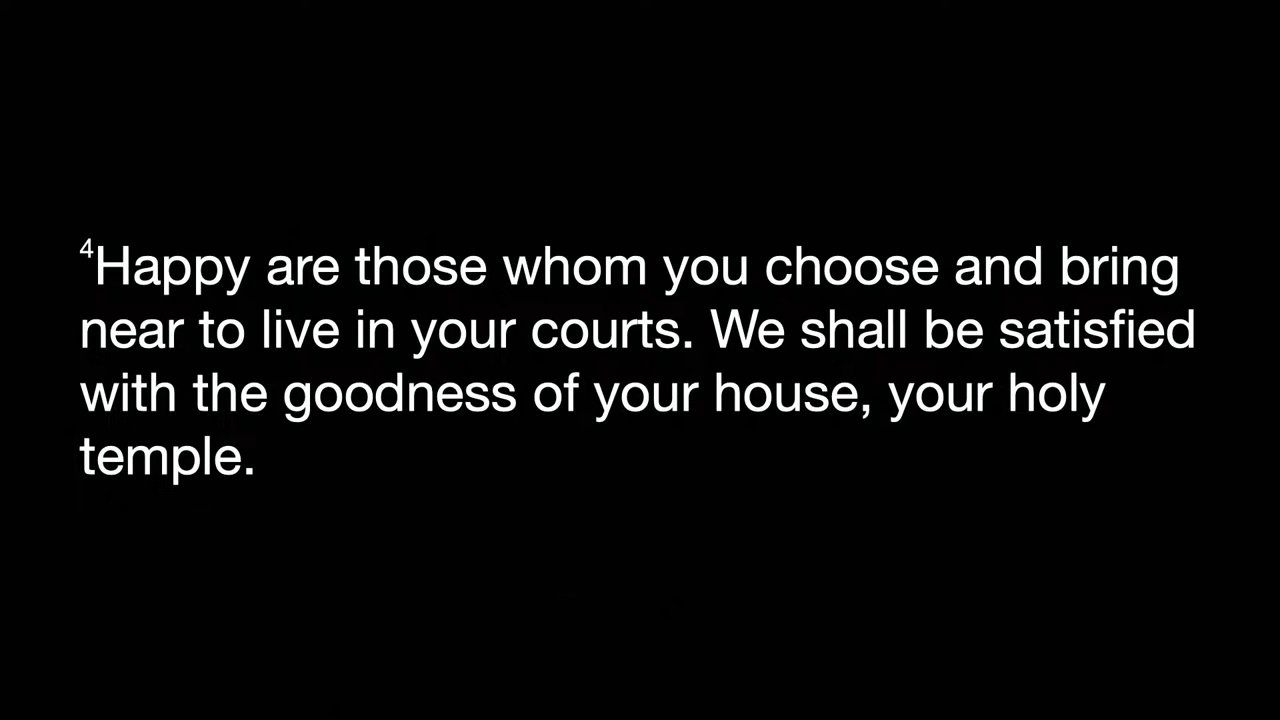 ⁴Happy are those whom you choose and bring
near to live in your courts. We shall be satisfied
with the goodness of your house, your holy
temple.